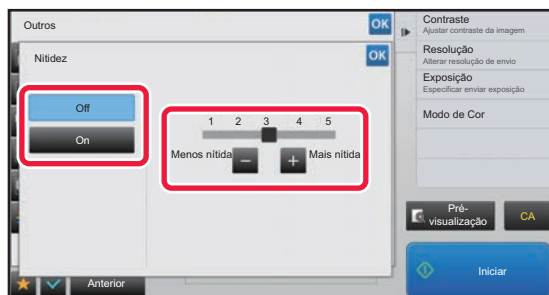 Outros
OK
Nitidez
OK
Off
On
1 2 3 4 5
Menos nítida
Mais nítida
Anterior
Contraste
Ajustar contraste da imagem
Resolução
Alterar resolução de envio
Exposição
Especificar enviar exposição
Modo de Cor
Pré-
visualização
CA
Iniciar